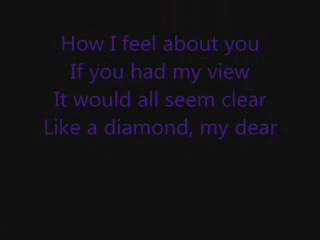 How I feel about you
If you had my view
It would all seem clear
Like a diamond, my dear